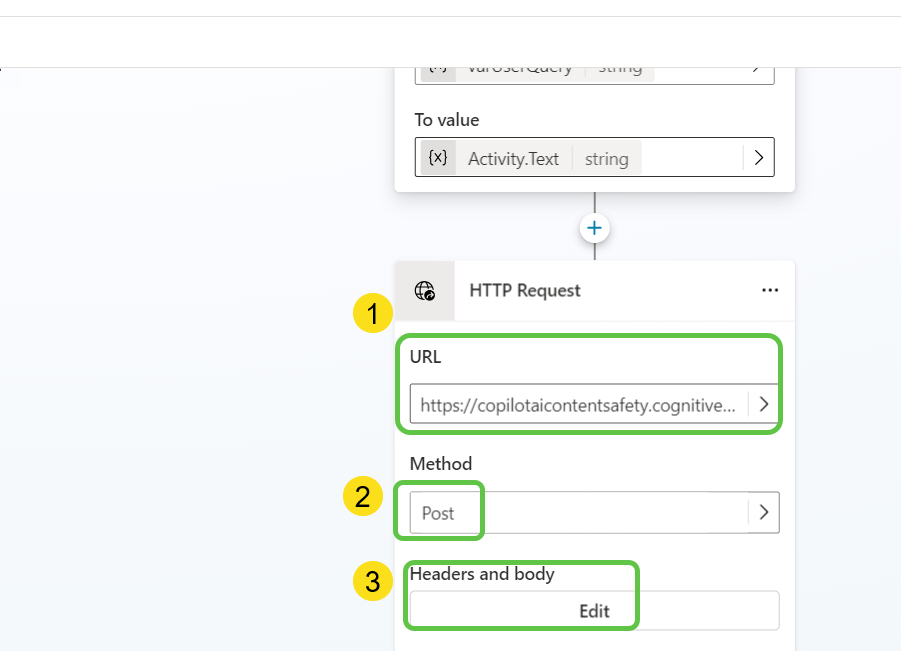 varUserQuery string
To value
{x} Activity.Text string
HTTP Request
1
URL
https://copilotaicontentsafety.cognitive...
Method
2
Post
3
Headers and body
Edit